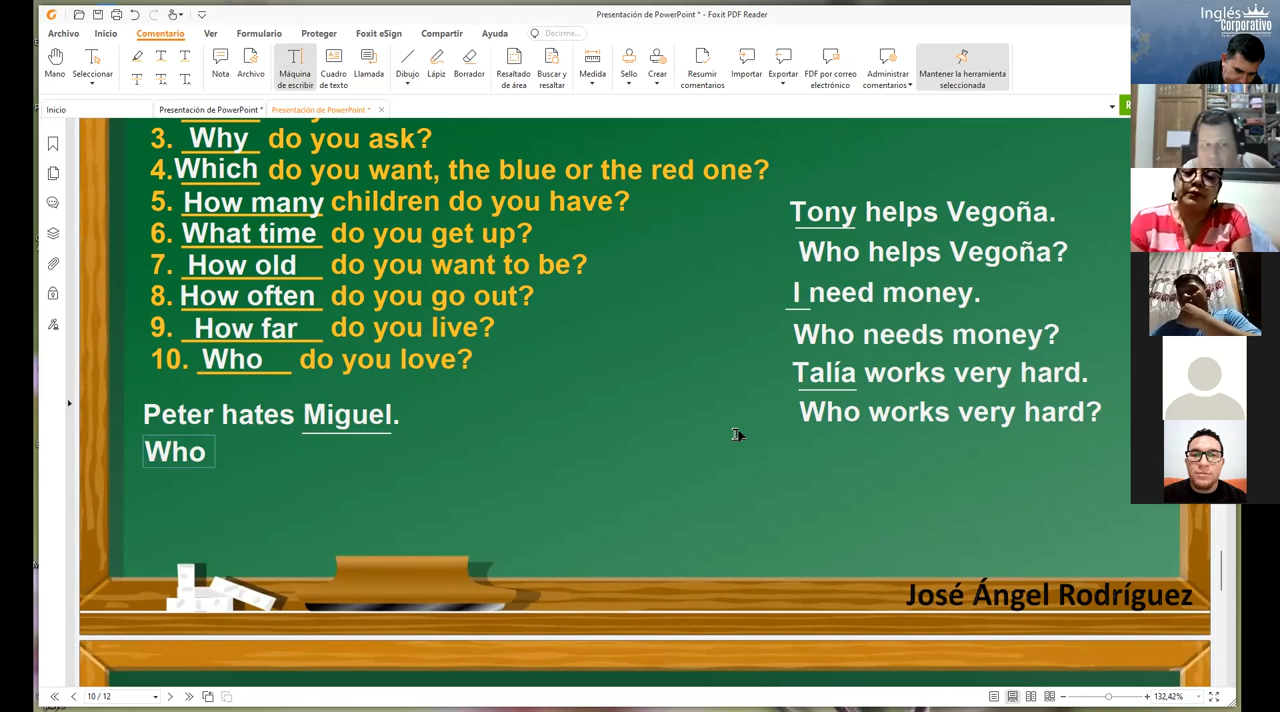 Presentación de PowerPoint * - Foxit PDF Reader
Archivo Inicio Comentario Ver Formulario Proteger Foxit eSign Compartir Ayuda Decirme...
Mano Seleccionar Nota Archivo Máquina de escribir Cuadro de texto Llamada Dibujo Lápiz Borrador Resaltado de área Buscar y resaltar Medida Sello Crear Resumir comentarios Importar Exportar FDP por correo electrónico Administrar comentarios Mantener la herramienta seleccionada
Inicio Presentación de PowerPoint * Presentación de PowerPoint *
Inglés
Corporativo
3. Why do you ask?
4. Which do you want, the blue or the red one?
5. How many children do you have?
6. What time do you get up?
7. How old do you want to be?
8. How often do you go out?
9. How far do you live?
10. Who do you love?
Peter hates Miguel.
Who
Tony helps Vegoña.
Who helps Vegoña?
I need money.
Who needs money?
Talía works very hard.
Who works very hard?
José Ángel Rodríguez
10 / 12
132,42%